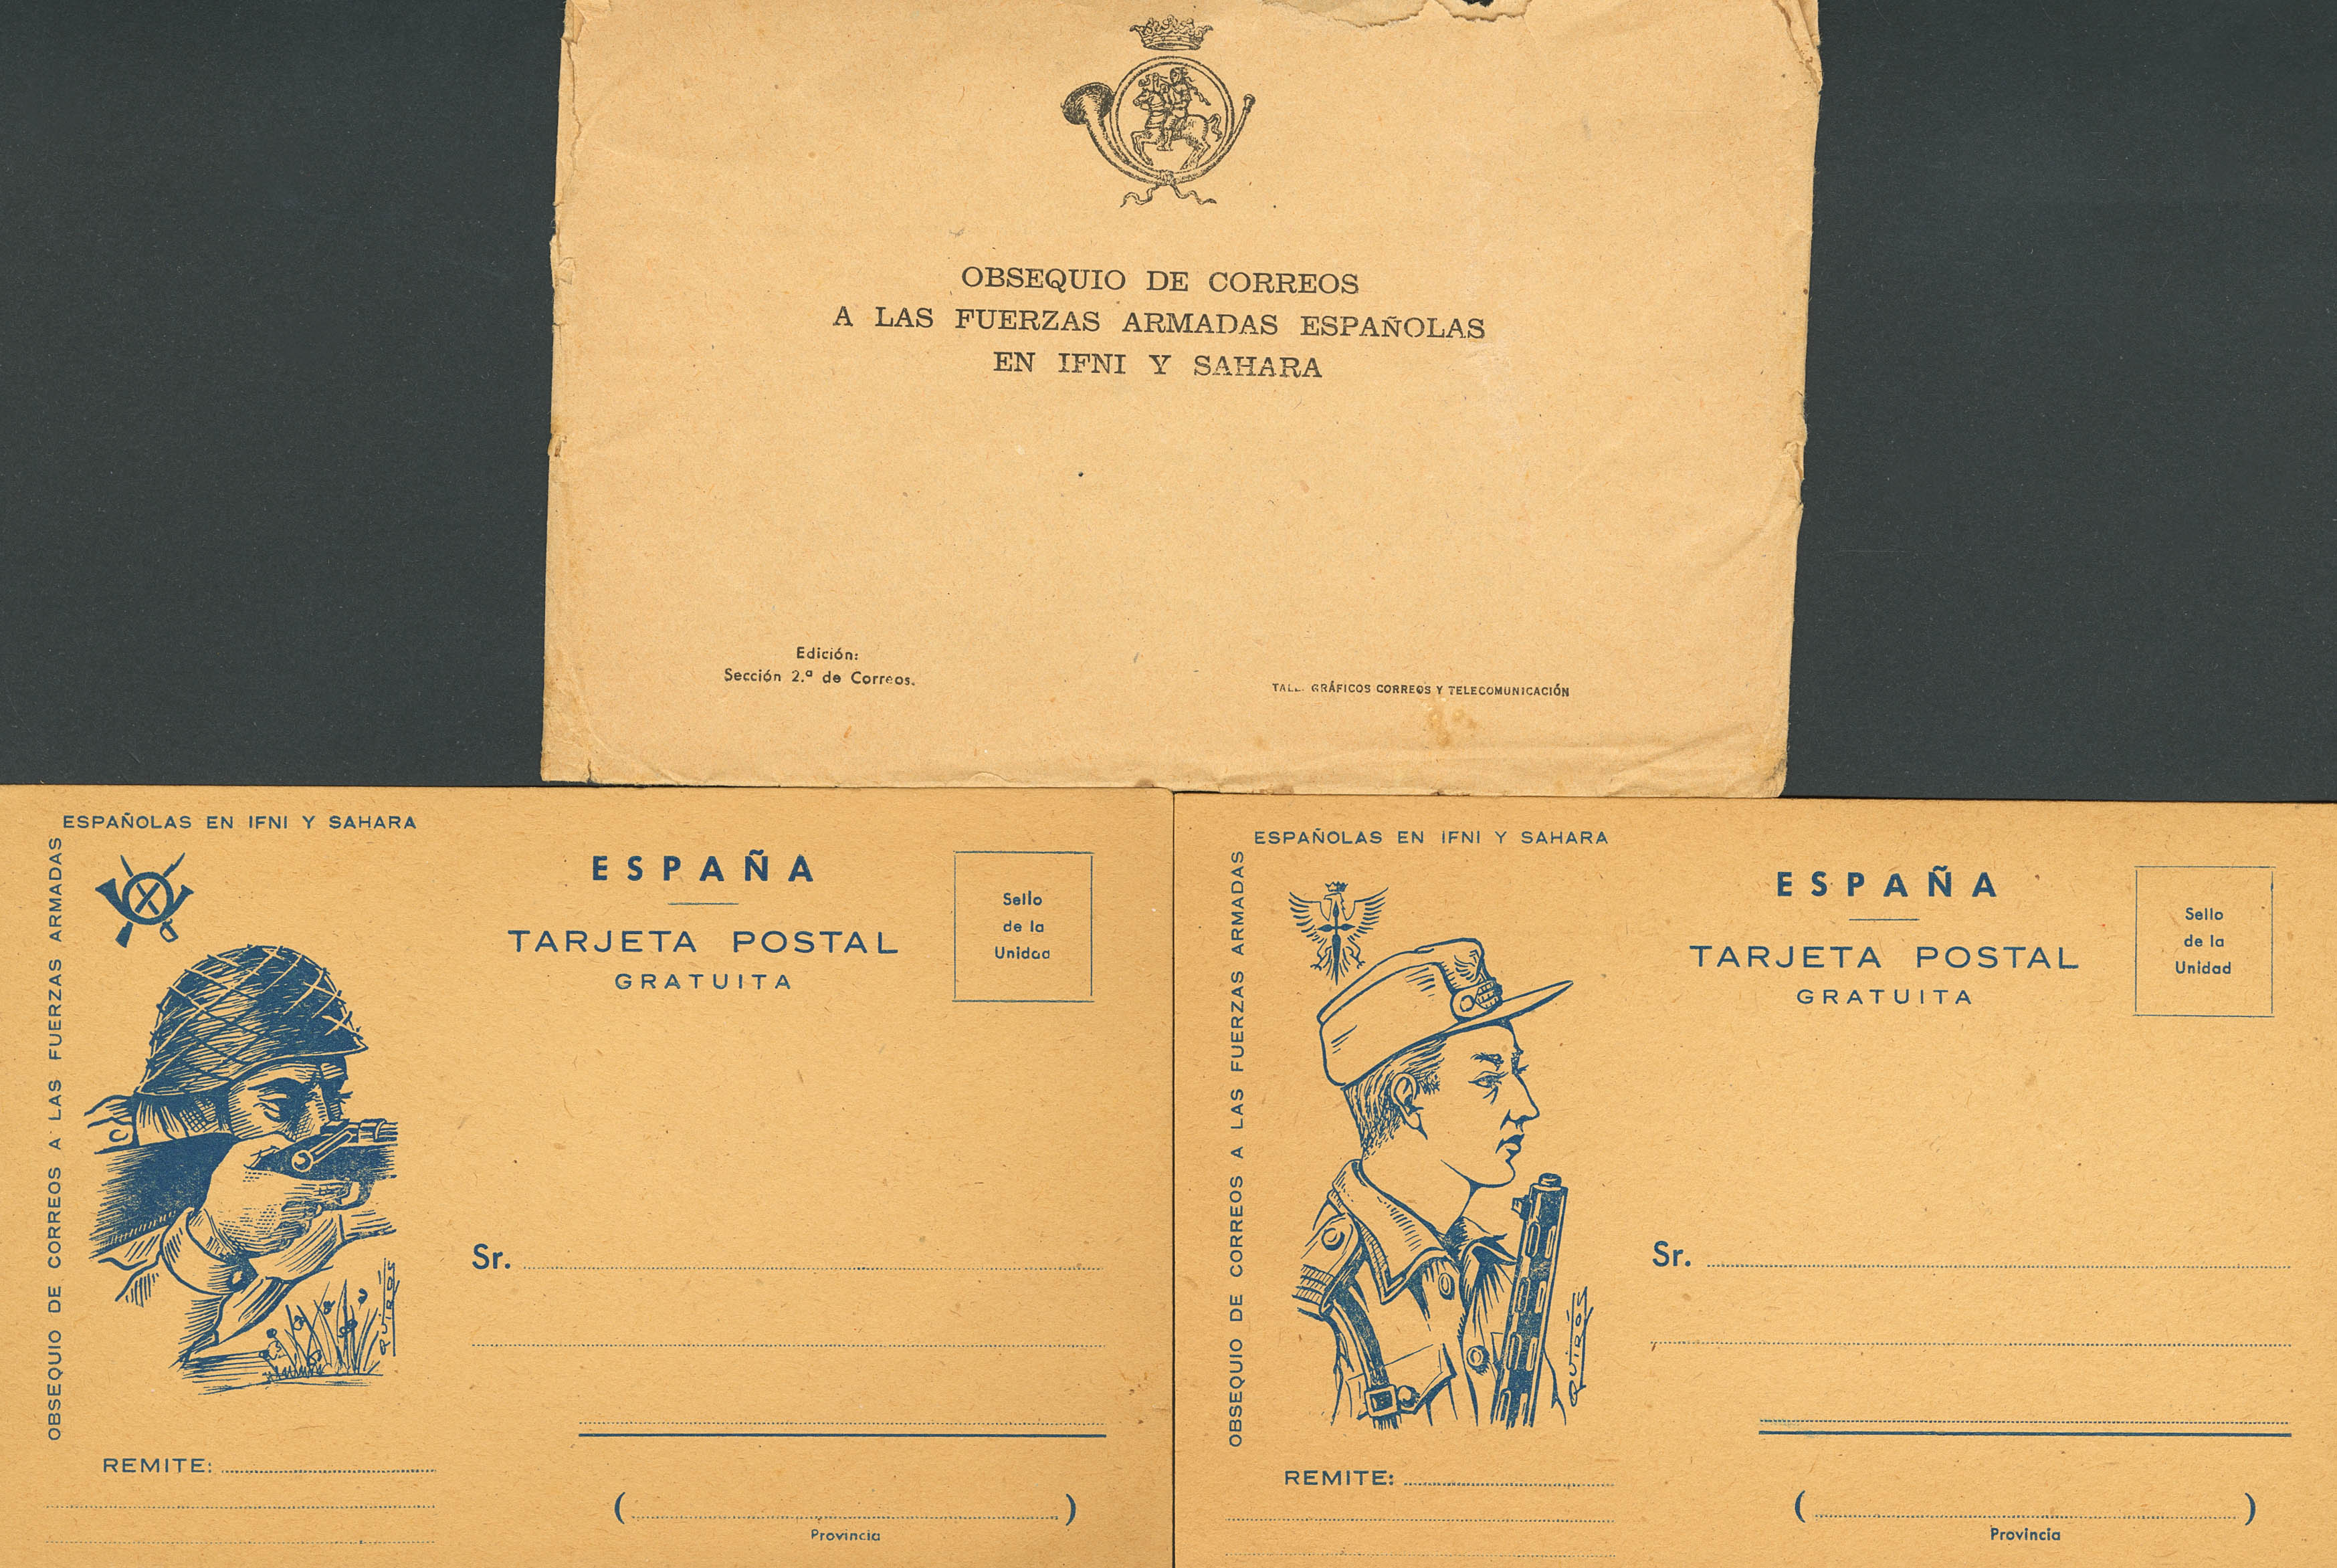 OBSEQUIO DE CORREOS
A LAS FUERZAS ARMADAS ESPAÑOLAS
EN IFNI Y SAHARA
Edición:
Sección 2.ª de Correos.
TALL. GRÁFICOS CORREOS Y TELECOMUNICACIÓN
OBSEQUIO DE CORREOS A LAS FUERZAS ARMADAS
ESPAÑOLAS EN IFNI Y SAHARA
ESPAÑA
TARJETA POSTAL
GRATUITA
Sello
de la
Unidad
QUIRÓS
Sr.
REMITE:
( )
Provincia
OBSEQUIO DE CORREOS A LAS FUERZAS ARMADAS
ESPAÑOLAS EN IFNI Y SAHARA
ESPAÑA
TARJETA POSTAL
GRATUITA
Sello
de la
Unidad
QUIRÓS
Sr.
REMITE:
( )
Provincia